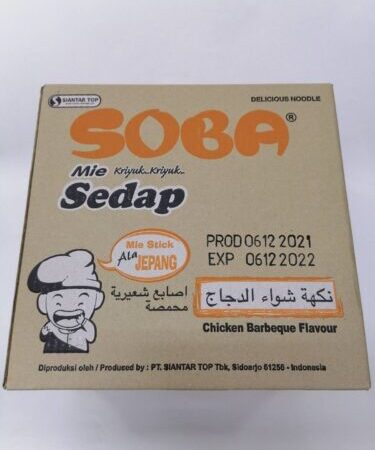 SIANTAR TOP
DELICIOUS NOODLE
SOBA®
Mie Kriyuk..Kriyuk..
Sedap
Mie Stick
Ala
JEPANG
PROD 0612 2021
EXP 0612 2022
اصابع شعيرية
محمصة
نكهة شواء الدجاج
Chicken Barbeque Flavour
Diproduksi oleh / Produced by : PT. SIANTAR TOP Tbk, Sidoarjo 61256 - Indonesia